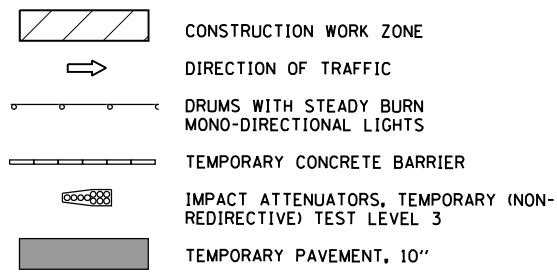 CONSTRUCTION WORK ZONE
DIRECTION OF TRAFFIC
DRUMS WITH STEADY BURN
MONO-DIRECTIONAL LIGHTS
TEMPORARY CONCRETE BARRIER
IMPACT ATTENUATORS, TEMPORARY (NON-
REDIRECTIVE) TEST LEVEL 3
TEMPORARY PAVEMENT, 10''